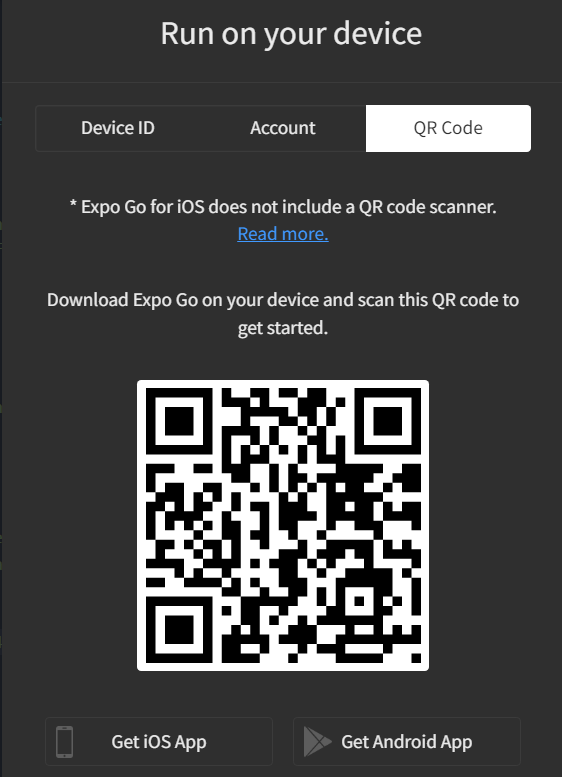 Run on your device
Device ID
Account
QR Code
* Expo Go for iOS does not include a QR code scanner.
Read more.
Download Expo Go on your device and scan this QR code to
get started.
Get iOS App
Get Android App